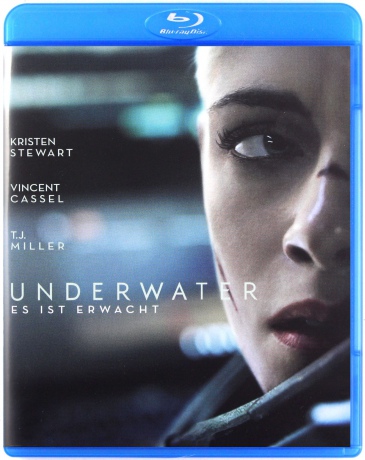 Blu-ray Disc
KRISTEN
STEWART
VINCENT
CASSEL
T.J.
MILLER
UNDERWATER
ES IST ERWACHT